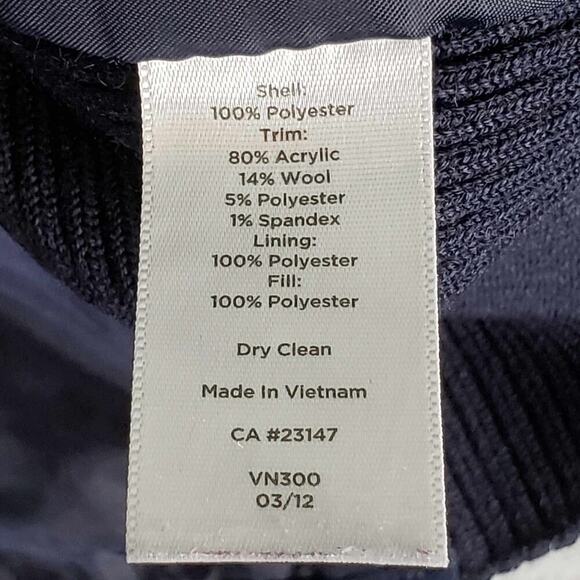 Shell:
100% Polyester
Trim:
80% Acrylic
14% Wool
5% Polyester
1% Spandex
Lining:
100% Polyester
Fill:
100% Polyester
Dry Clean
Made In Vietnam
CA #23147
VN300
03/12